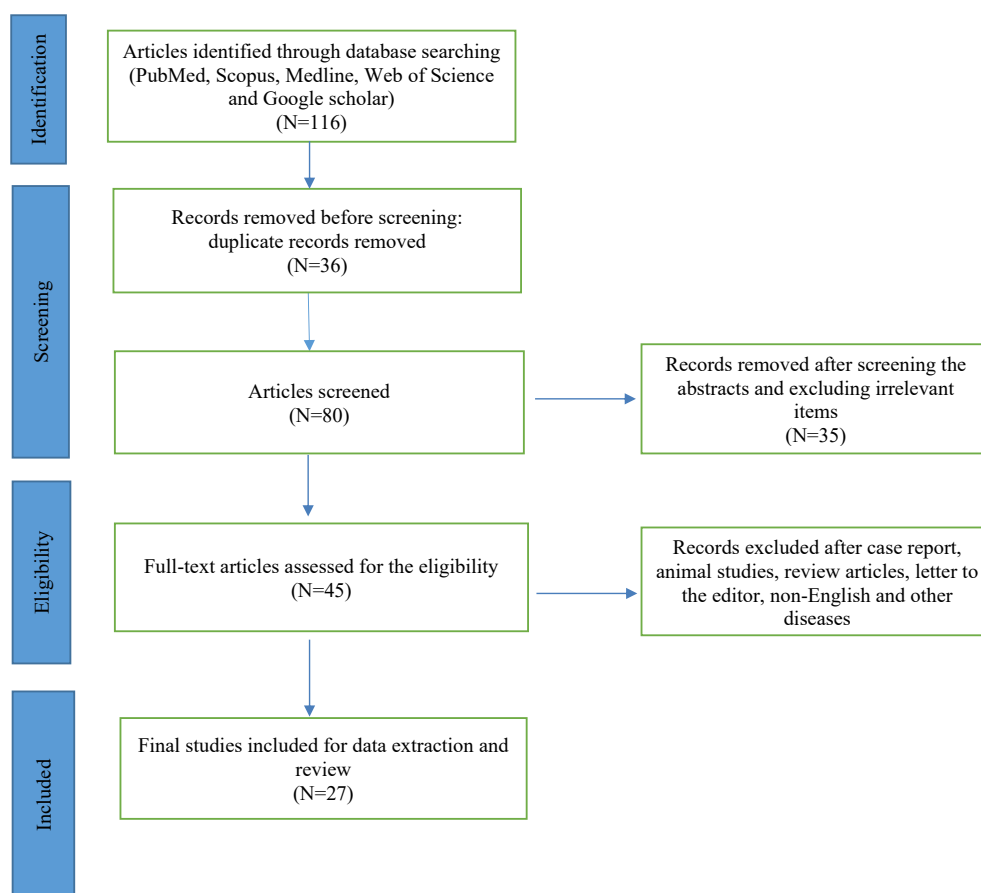 Identification
Articles identified through database searching
(PubMed, Scopus, Medline, Web of Science
and Google scholar)
(N=116)
Screening
Records removed before screening:
duplicate records removed
(N=36)
Articles screened
(N=80)
Records removed after screening the
abstracts and excluding irrelevant
items
(N=35)
Eligibility
Full-text articles assessed for the eligibility
(N=45)
Records excluded after case report,
animal studies, review articles, letter to
the editor, non-English and other
diseases
Included
Final studies included for data extraction and
review
(N=27)